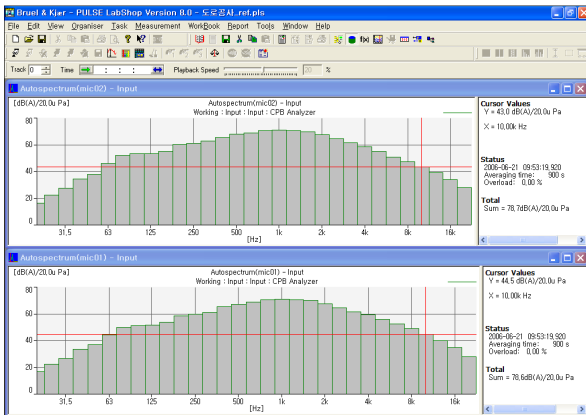 Bruel & Kjær - PULSE LabShop Version 8.0 - 도로공사_ref.pls
File Edit View Organiser Task Measurement WorkBook Report Tools Window Help
Track 0 Time : : : Playback Speed %
Autospectrum(mic02) - Input
[dB(A)/20,0u Pa] Autospectrum(mic02) - Input
Working : Input : Input : CPB Analyzer
80
60
40
20
0
31,5 63 125 250 500 1k 2k 4k 8k 16k
[Hz]
Cursor Values
Y = 43,0 dB(A)/20,0u Pa
X = 10,00k Hz
Status
2006-06-21 09:53:19,920
Averaging time: 900 s
Overload: 0,00 %
Total
Sum = 78,7dB(A)/20,0u Pa
Autospectrum(mic01) - Input
[dB(A)/20,0u Pa] Autospectrum(mic01) - Input
Working : Input : Input : CPB Analyzer
80
60
40
20
0
31,5 63 125 250 500 1k 2k 4k 8k 16k
[Hz]
Cursor Values
Y = 44,5 dB(A)/20,0u Pa
X = 10,00k Hz
Status
2006-06-21 09:53:19,920
Averaging time: 900 s
Overload: 0,00 %
Total
Sum = 78,6dB(A)/20,0u Pa